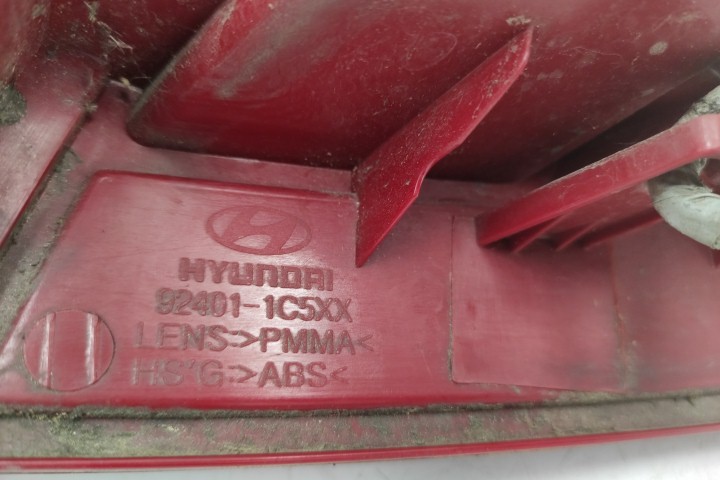 HYUNDAI
92401-1C5XX
LENS>PMMA<
HS'G>ABS<